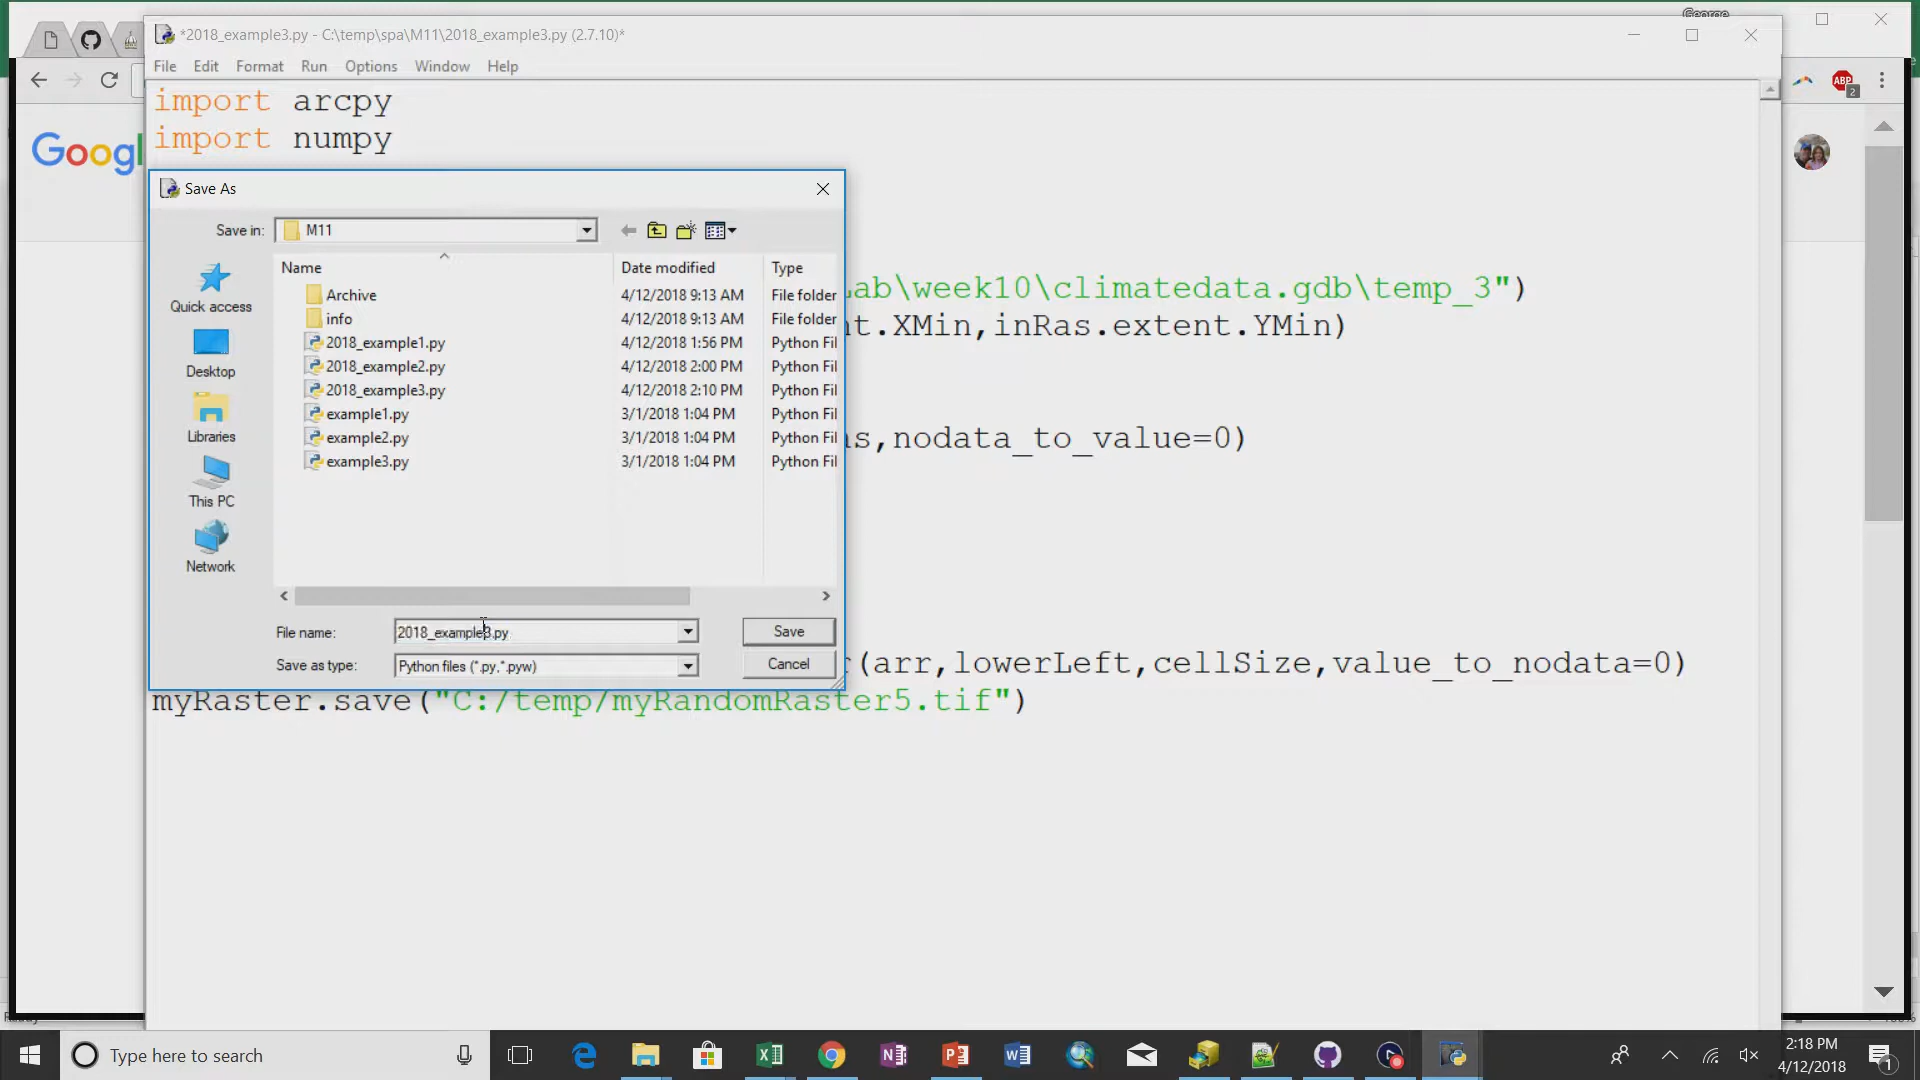 George
*2018_example3.py - C:\temp\spa\M11\2018_example3.py (2.7.10)*
File Edit Format Run Options Window Help
ABP
2
import arcpy
import numpy
Googl
Save As
Save in: M11
Name Date modified Type
Archive 4/12/2018 9:13 AM File folder
info 4/12/2018 9:13 AM File folder
2018_example1.py 4/12/2018 1:56 PM Python Fil
2018_example2.py 4/12/2018 2:00 PM Python Fil
2018_example3.py 4/12/2018 2:10 PM Python Fil
example1.py 3/1/2018 1:04 PM Python Fil
example2.py 3/1/2018 1:04 PM Python Fil
example3.py 3/1/2018 1:04 PM Python Fil
Quick access
Desktop
Libraries
This PC
Network
File name: 2018_example3.py Save
Save as type: Python files (*.py,*.pyw) Cancel
ab\week10\climatedata.gdb\temp_3")
t.XMin,inRas.extent.YMin)
s,nodata_to_value=0)
r(arr,lowerLeft,cellSize,value_to_nodata=0)
myRaster.save("C:/temp/myRandomRaster5.tif")
Type here to search
2:18 PM
4/12/2018
1